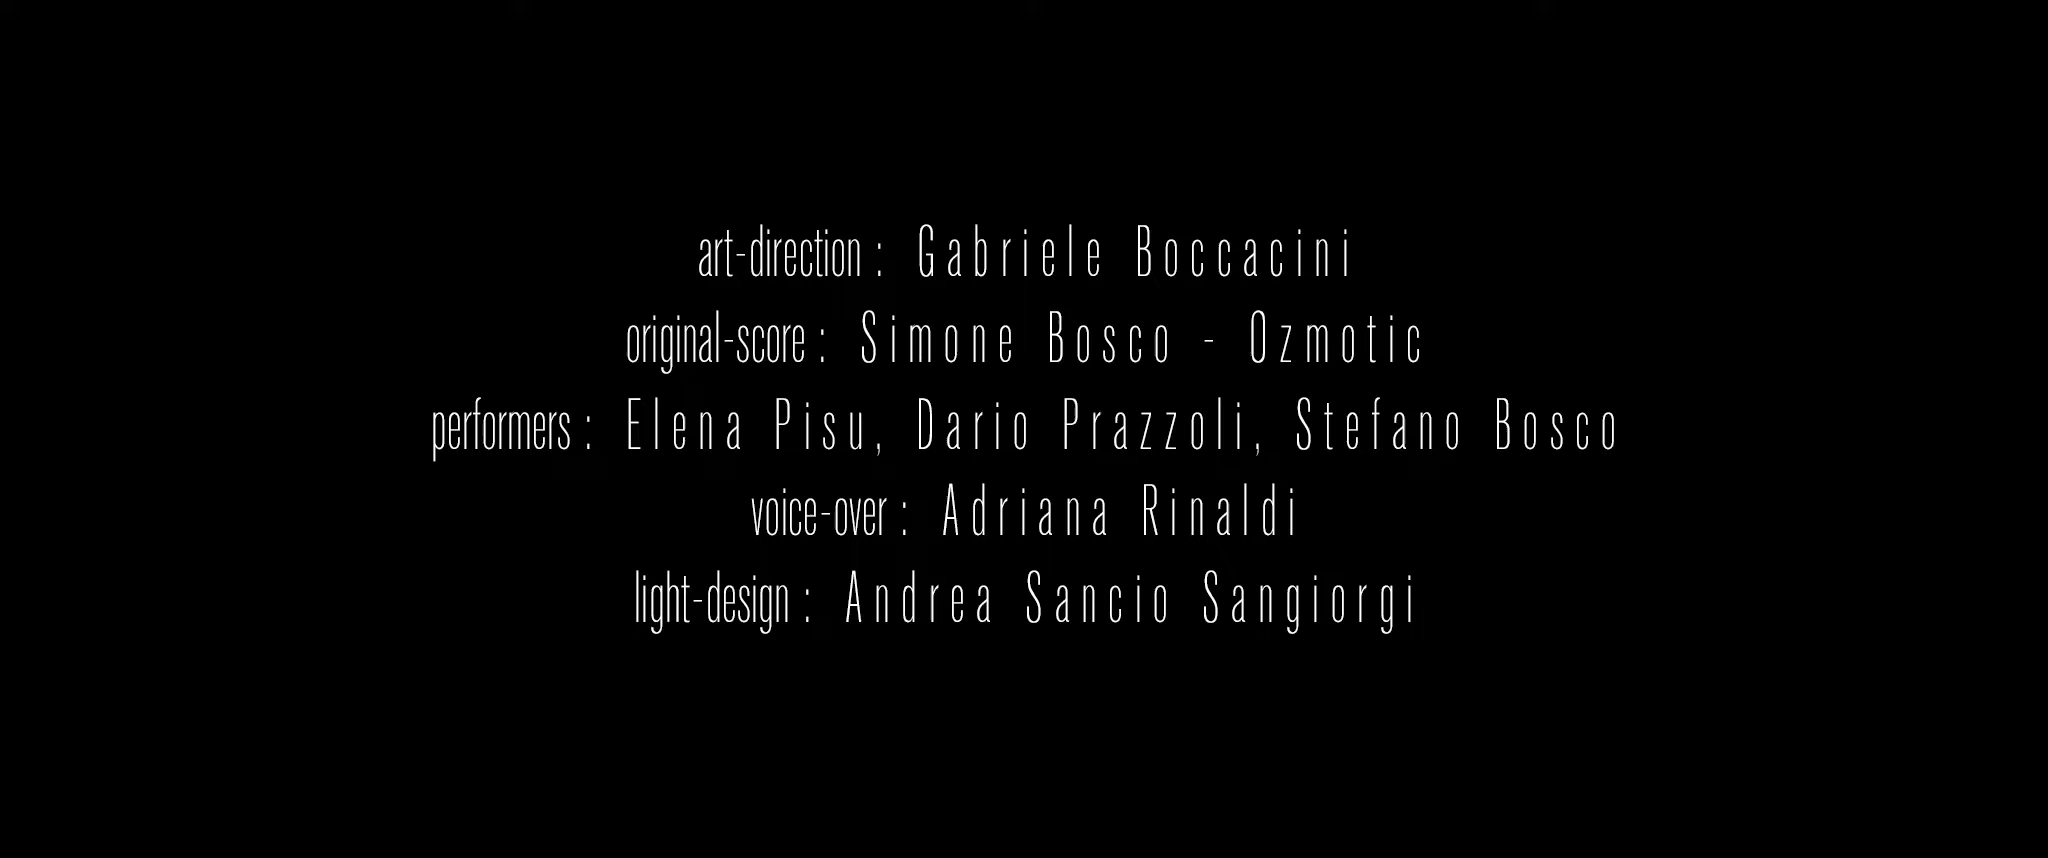 art-direction : Gabriele Boccacini
original-score : Simone Bosco - Ozmotic
performers : Elena Pisu, Dario Prazzoli, Stefano Bosco
voice-over : Adriana Rinaldi
light-design : Andrea Sancio Sangiorgi